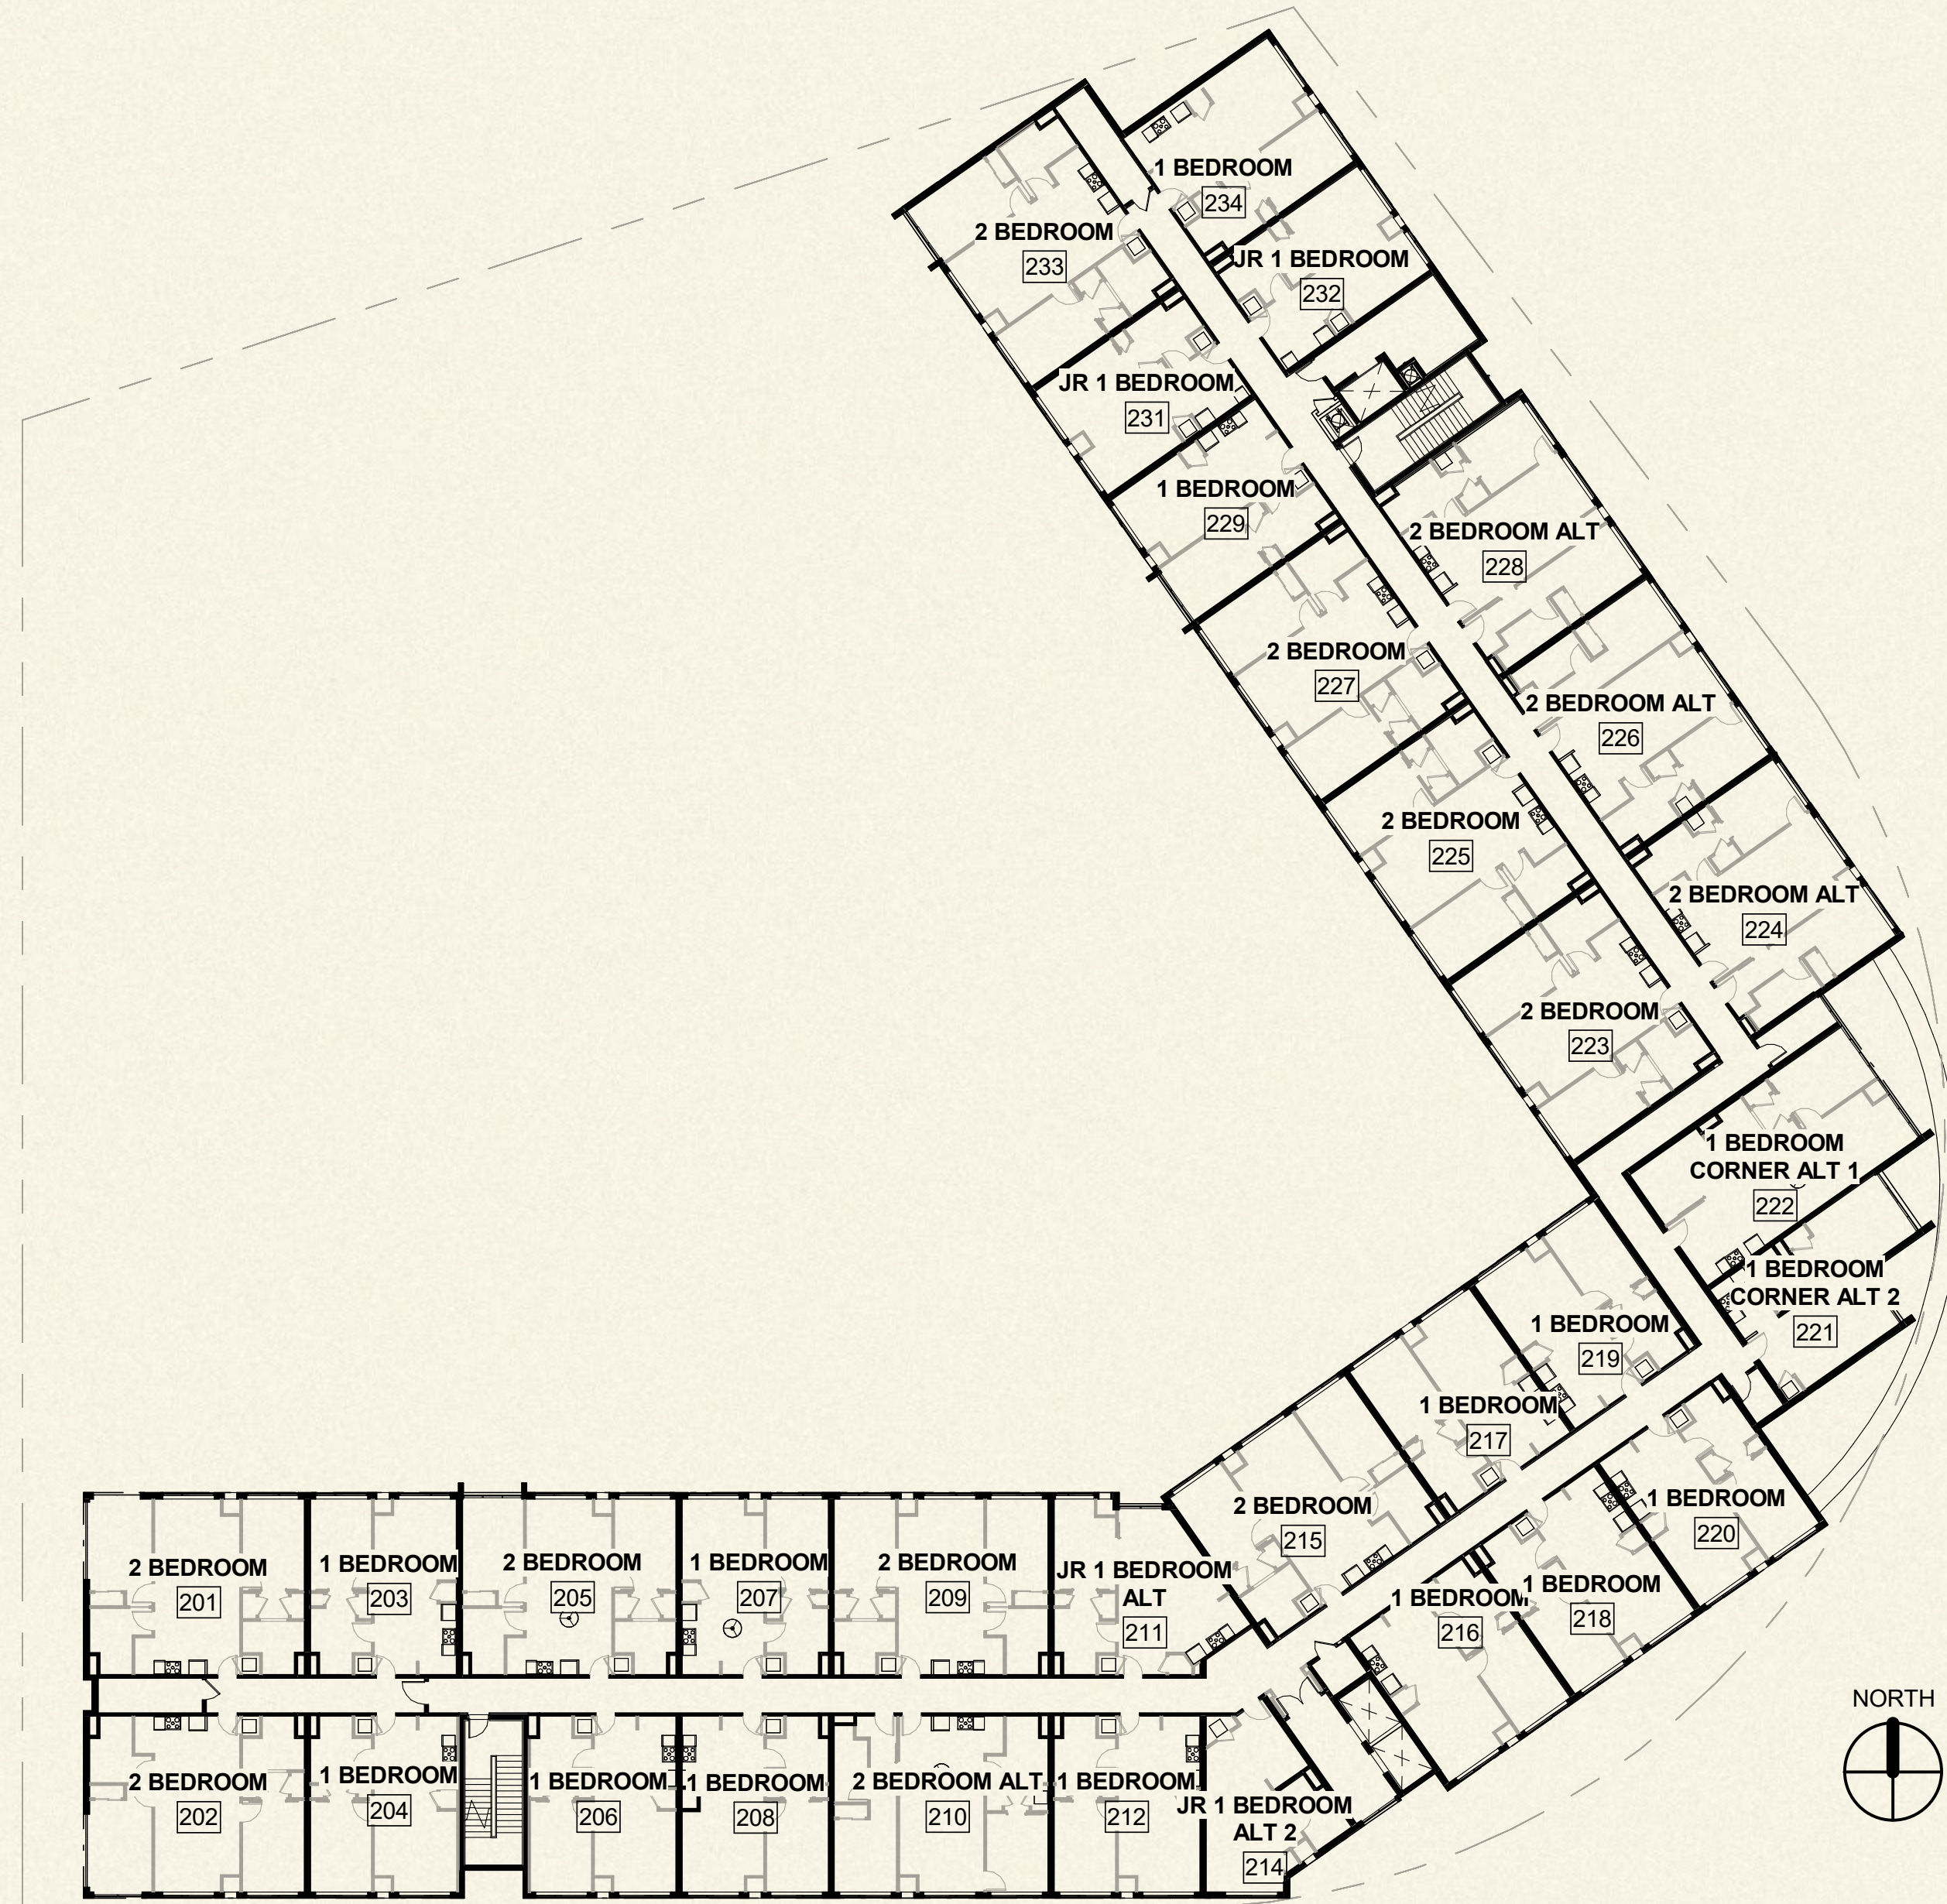 1 BEDROOM
234
2 BEDROOM
233
JR 1 BEDROOM
232
JR 1 BEDROOM
231
1 BEDROOM
229
2 BEDROOM ALT
228
2 BEDROOM
227
2 BEDROOM ALT
226
2 BEDROOM
225
2 BEDROOM ALT
224
2 BEDROOM
223
1 BEDROOM
CORNER ALT 1
222
1 BEDROOM
CORNER ALT 2
221
1 BEDROOM
219
1 BEDROOM
217
1 BEDROOM
220
2 BEDROOM
215
1 BEDROOM
218
1 BEDROOM
216
2 BEDROOM
201
1 BEDROOM
203
2 BEDROOM
205
1 BEDROOM
207
2 BEDROOM
209
JR 1 BEDROOM
ALT
211
2 BEDROOM
202
1 BEDROOM
204
1 BEDROOM
206
1 BEDROOM
208
2 BEDROOM ALT
210
1 BEDROOM
212
JR 1 BEDROOM
ALT 2
214
NORTH